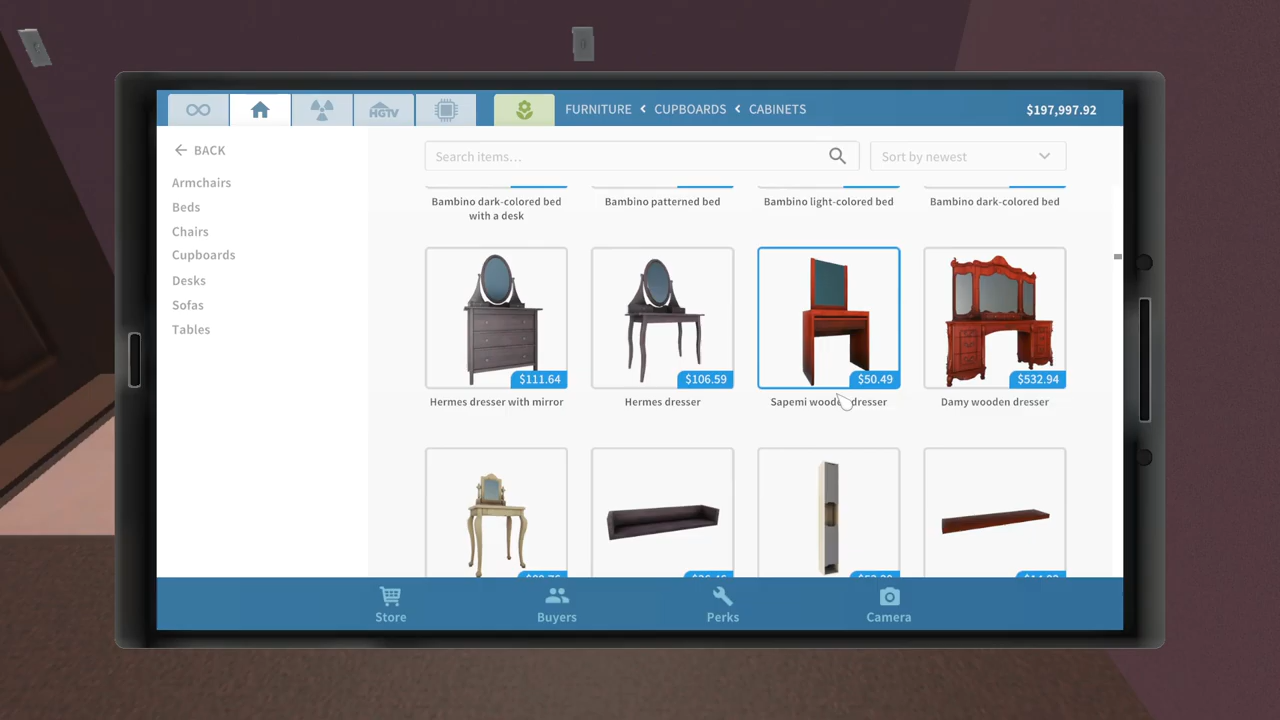 HGTV
FURNITURE < CUPBOARDS < CABINETS
$197,997.92
BACK
Armchairs
Beds
Chairs
Cupboards
Desks
Sofas
Tables
Search items...
Sort by newest
Bambino dark-colored bed
with a desk
Bambino patterned bed
Bambino light-colored bed
Bambino dark-colored bed
$111.64
$106.59
$50.49
$532.94
Hermes dresser with mirror
Hermes dresser
Sapemi wooden dresser
Damy wooden dresser
Store
Buyers
Perks
Camera